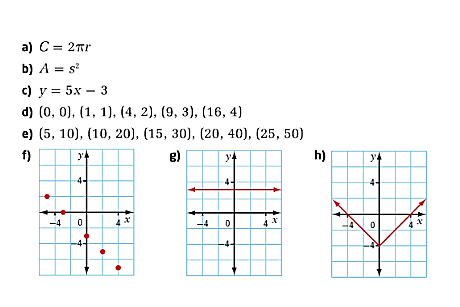 a) C = 2πr
b) A = s²
c) y = 5x − 3
d) (0, 0), (1, 1), (4, 2), (9, 3), (16, 4)
e) (5, 10), (10, 20), (15, 30), (20, 40), (25, 50)
f) y 4 −4 0 4 x −4
g) y 4 −4 0 4 x −4
h) y 4 −4 0 4 x −4